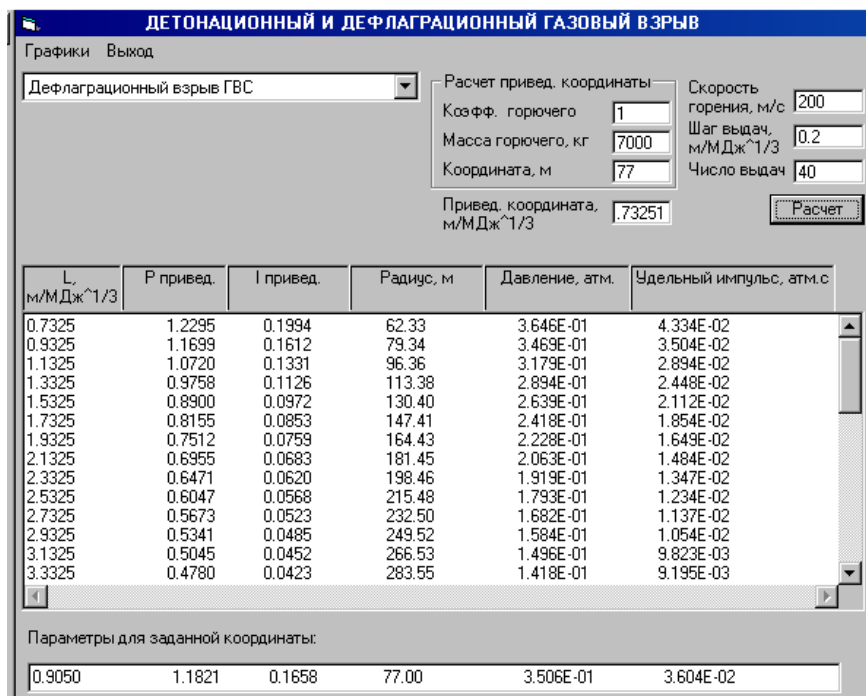 ДЕТОНАЦИОННЫЙ И ДЕФЛАГРАЦИОННЫЙ ГАЗОВЫЙ ВЗРЫВ
Графики Выход
Дефлаграционный взрыв ГВС
Расчет привед. координаты
Коэфф. горючего 1
Масса горючего, кг 7000
Координата, м 77
Привед. координата, м/МДж^1/3 .73251
Скорость горения, м/с 200
Шаг выдач, м/МДж^1/3 0.2
Число выдач 40
Расчет
L, м/МДж^1/3 P привед. I привед. Радиус, м Давление, атм. Удельный импульс, атм.с
0.7325 1.2295 0.1994 62.33 3.646E-01 4.334E-02
0.9325 1.1699 0.1612 79.34 3.469E-01 3.504E-02
1.1325 1.0720 0.1331 96.36 3.179E-01 2.894E-02
1.3325 0.9758 0.1126 113.38 2.894E-01 2.448E-02
1.5325 0.8900 0.0972 130.40 2.639E-01 2.112E-02
1.7325 0.8155 0.0853 147.41 2.418E-01 1.854E-02
1.9325 0.7512 0.0759 164.43 2.228E-01 1.649E-02
2.1325 0.6955 0.0683 181.45 2.063E-01 1.484E-02
2.3325 0.6471 0.0620 198.46 1.919E-01 1.347E-02
2.5325 0.6047 0.0568 215.48 1.793E-01 1.234E-02
2.7325 0.5673 0.0523 232.50 1.682E-01 1.137E-02
2.9325 0.5341 0.0485 249.52 1.584E-01 1.054E-02
3.1325 0.5045 0.0452 266.53 1.496E-01 9.823E-03
3.3325 0.4780 0.0423 283.55 1.418E-01 9.195E-03
Параметры для заданной координаты:
0.9050 1.1821 0.1658 77.00 3.506E-01 3.604E-02